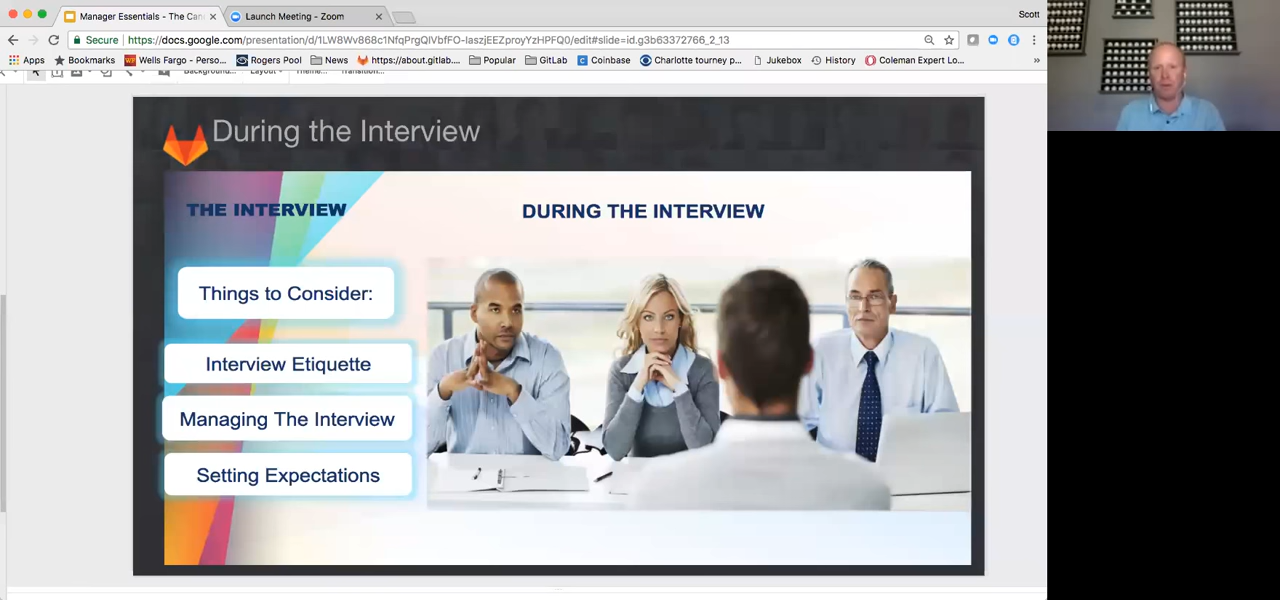 Manager Essentials - The Can
Launch Meeting - Zoom
Scott
Secure
https://docs.google.com/presentation/d/1LW8Wv868c1NfqPrgQIVbfFO-IaszjEEZproyYzHPFQ0/edit#slide=id.g3b63372766_2_13
Apps
Bookmarks
Wells Fargo - Perso...
Rogers Pool
News
https://about.gitlab....
Popular
GitLab
Coinbase
Charlotte tourney p...
Jukebox
History
Coleman Expert Lo...
During the Interview
THE INTERVIEW
DURING THE INTERVIEW
Things to Consider:
Interview Etiquette
Managing The Interview
Setting Expectations